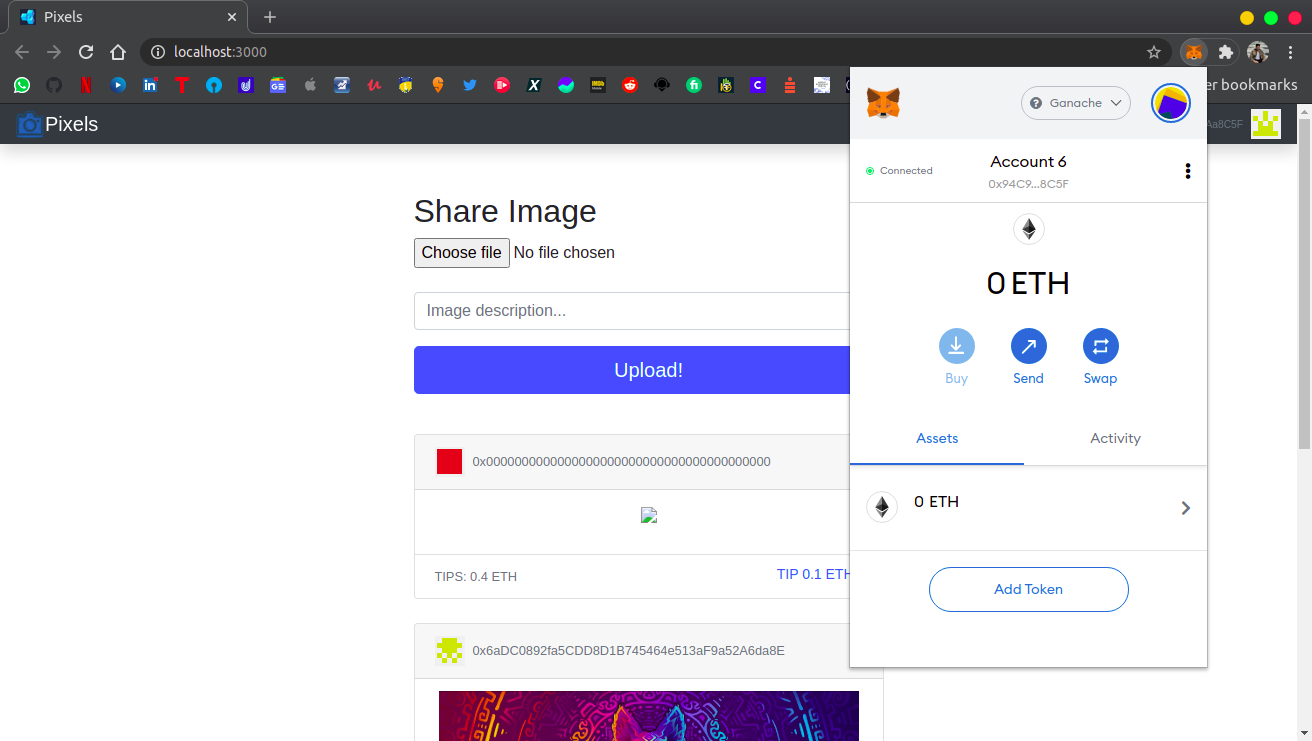 Pixels
localhost:3000
er bookmarks
Pixels
Aa8C5F
Share Image
Choose file No file chosen
Image description...
Upload!
0x0000000000000000000000000000000000000000
TIPS: 0.4 ETH
TIP 0.1 ETH
0x6aDC0892fa5CDD8D1B745464e513aF9a52A6da8E
Ganache
Connected
Account 6
0x94C9...8C5F
0 ETH
Buy Send Swap
Assets Activity
0 ETH
Add Token